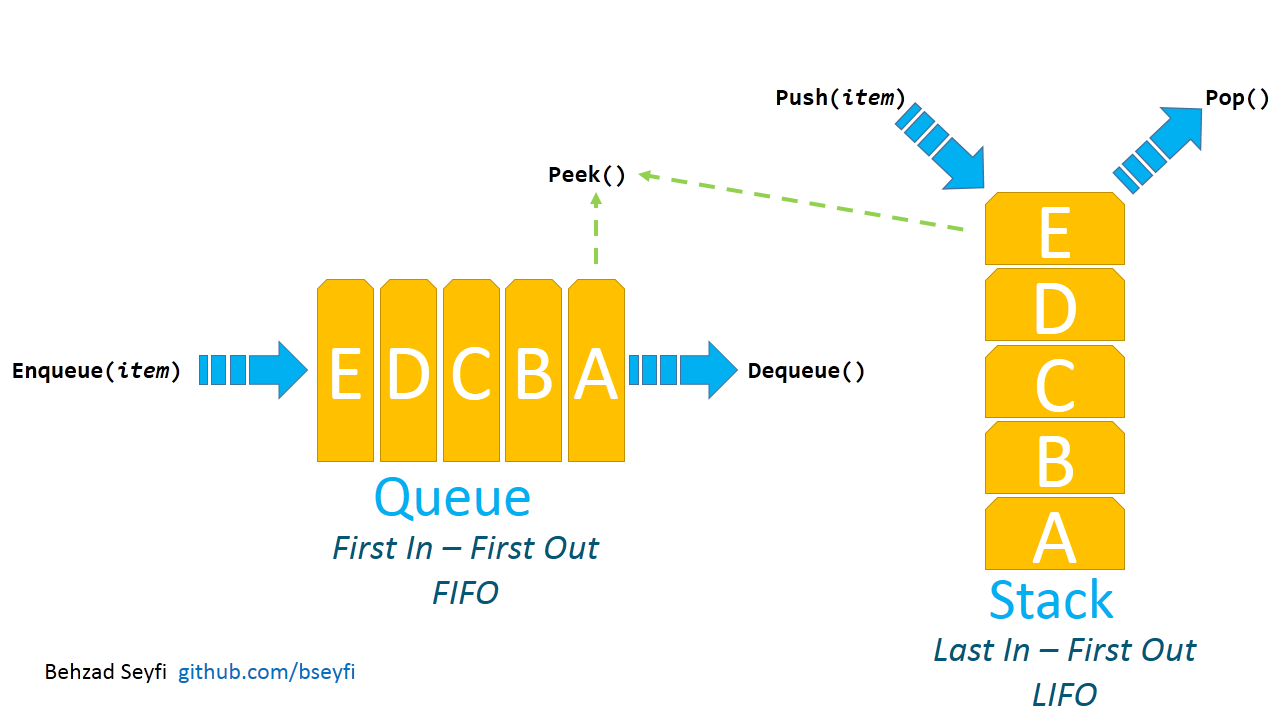 Push(item)
Pop()
Peek()
Enqueue(item)
E D C B A
Dequeue()
Queue
First In – First Out
FIFO
E
D
C
B
A
Stack
Last In – First Out
LIFO
Behzad Seyfi github.com/bseyfi